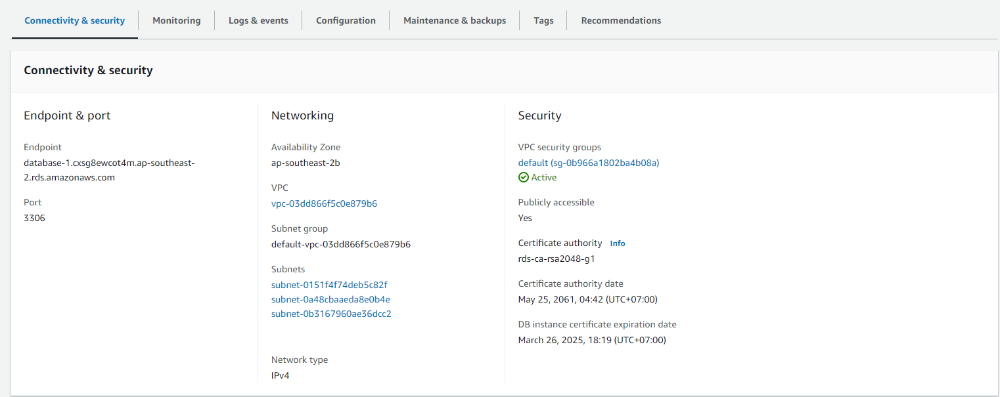 Connectivity & security
Monitoring
Logs & events
Configuration
Maintenance & backups
Tags
Recommendations
Connectivity & security
Endpoint & port
Endpoint
database-1.cxsg8ewcot4m.ap-southeast-
2.rds.amazonaws.com
Port
3306
Networking
Availability Zone
ap-southeast-2b
VPC
vpc-03dd866f5c0e879b6
Subnet group
default-vpc-03dd866f5c0e879b6
Subnets
subnet-0151f4f74deb5c82f
subnet-0a48cbaaeda8e0b4e
subnet-0b3167960ae36dcc2
Network type
IPv4
Security
VPC security groups
default (sg-0b966a1802ba4b08a)
Active
Publicly accessible
Yes
Certificate authority Info
rds-ca-rsa2048-g1
Certificate authority date
May 25, 2061, 04:42 (UTC+07:00)
DB instance certificate expiration date
March 26, 2025, 18:19 (UTC+07:00)